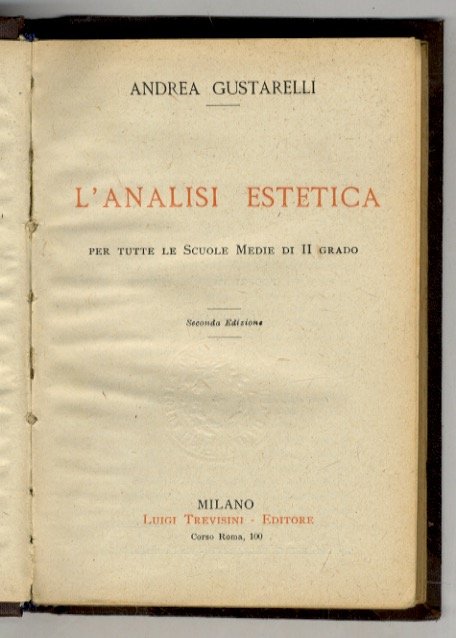 ANDREA GUSTARELLI
L'ANALISI ESTETICA
PER TUTTE LE SCUOLE MEDIE DI II GRADO
Seconda Edizione
MILANO
LUIGI TREVISINI - EDITORE
Corso Roma, 100